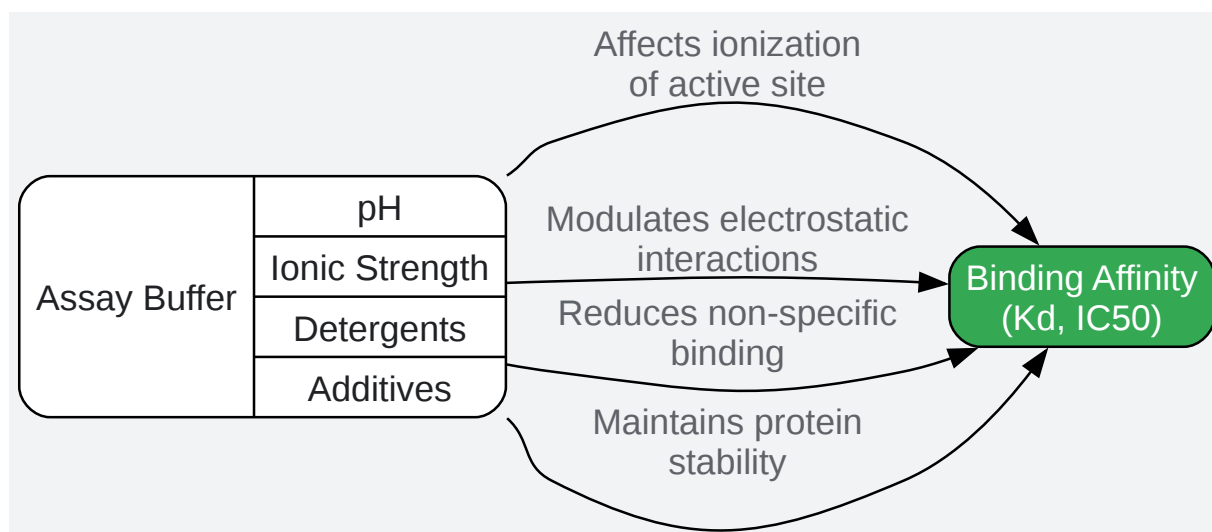 Affects ionization
of active site
Assay Buffer
pH
Ionic Strength
Detergents
Additives
Modulates electrostatic
interactions
Reduces non-specific
binding
Maintains protein
stability
Binding Affinity
(Kd, IC50)